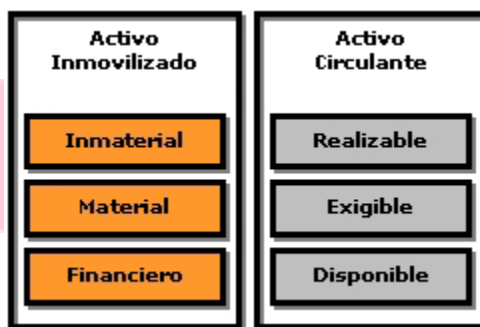 Activo
Inmovilizado
Inmaterial
Material
Financiero
Activo
Circulante
Realizable
Exigible
Disponible